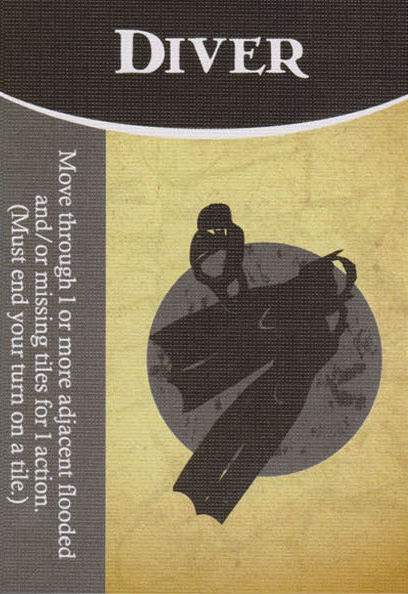 DIVER
Move through 1 or more adjacent flooded
and/or missing tiles for 1 action.
(Must end your turn on a tile.)